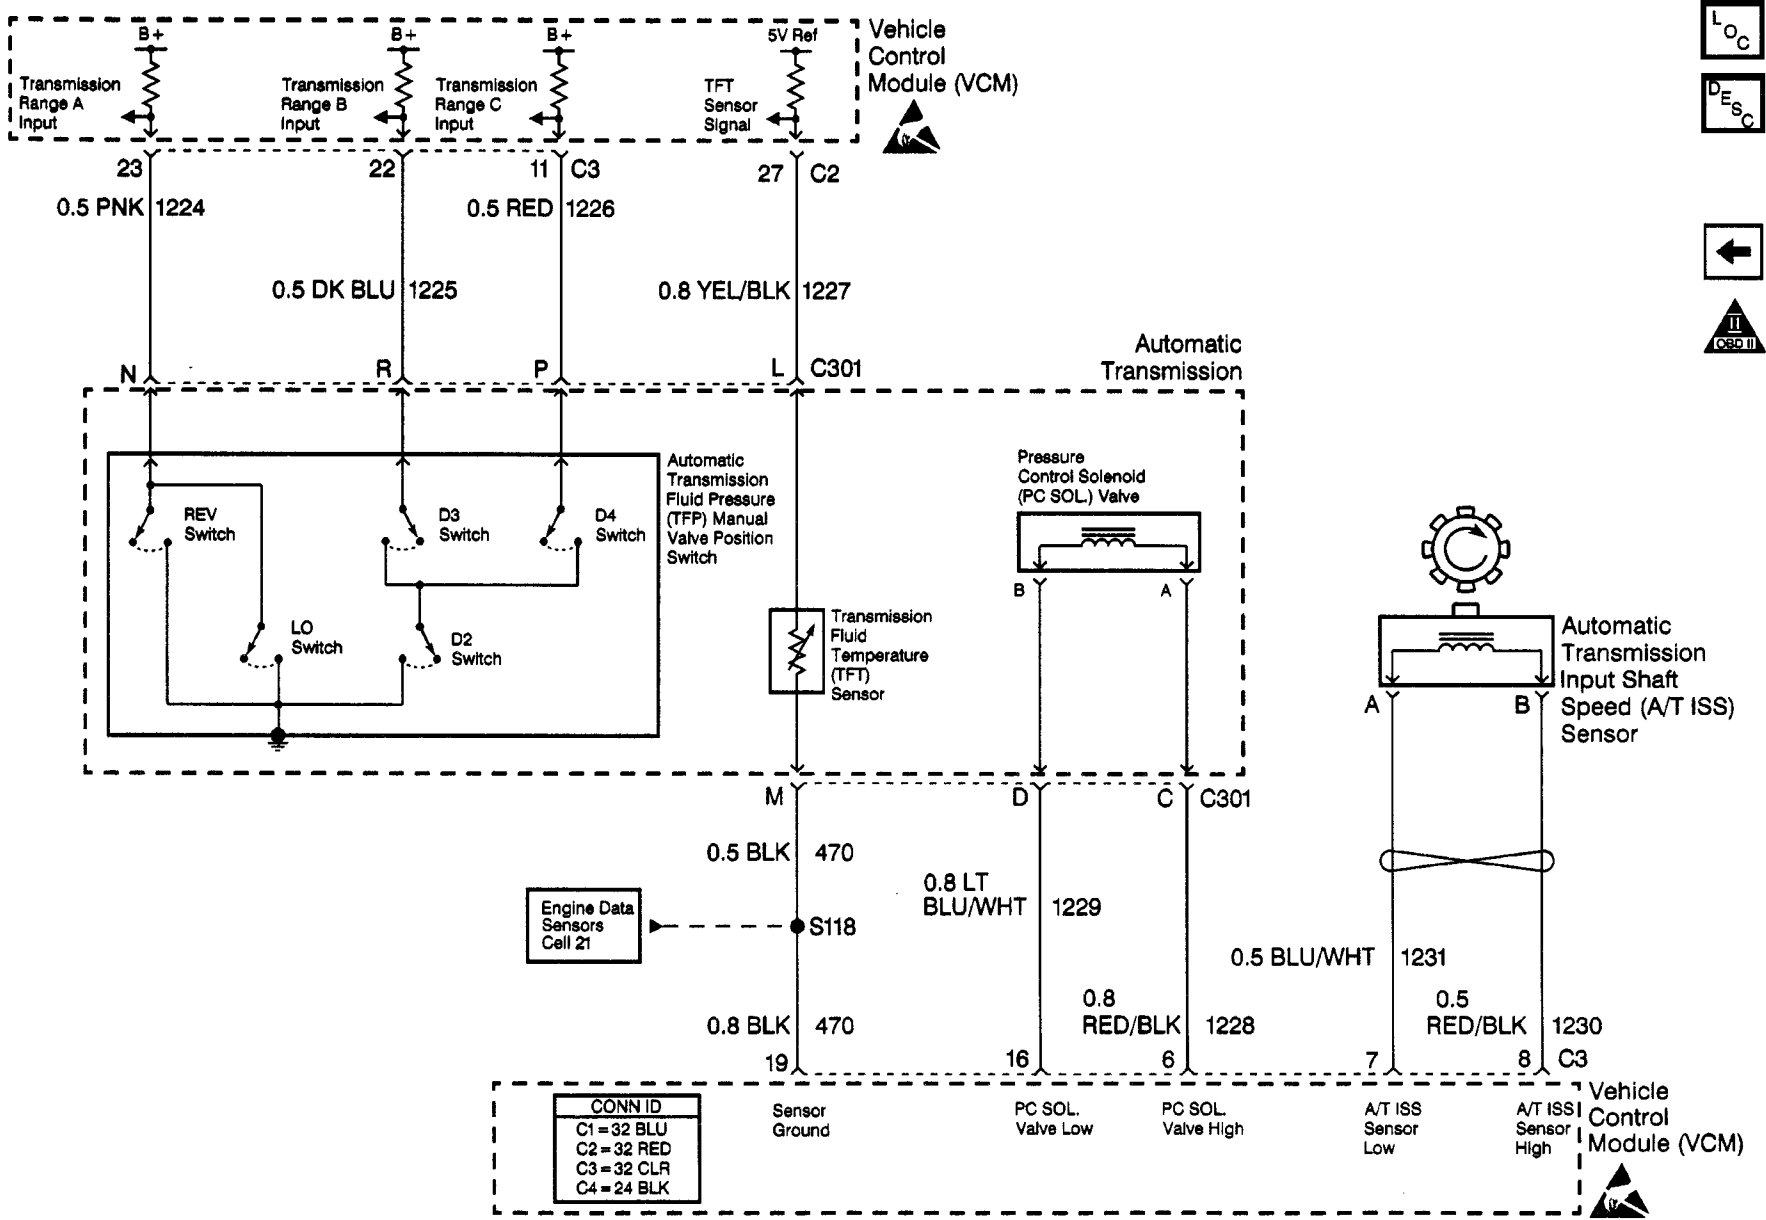 B+
B+
B+
5V Ref
Vehicle
Control
Module (VCM)
Transmission
Range A
Input
Transmission
Range B
Input
Transmission
Range C
Input
TFT
Sensor
Signal
LOC
DESC
23
22
11
C3
27
C2
0.5 PNK
1224
0.5 RED
1226
0.5 DK BLU
1225
0.8 YEL/BLK
1227
II
OBD II
N
R
P
L
C301
Automatic
Transmission
Automatic
Transmission
Fluid Pressure
(TFP) Manual
Valve Position
Switch
REV
Switch
D3
Switch
D4
Switch
LO
Switch
D2
Switch
Pressure
Control Solenoid
(PC SOL.) Valve
B
A
Transmission
Fluid
Temperature
(TFT)
Sensor
Automatic
Transmission
Input Shaft
Speed (A/T ISS)
Sensor
A
B
M
D
C
C301
0.5 BLK
470
0.8 LT
BLU/WHT
1229
Engine Data
Sensors
Cell 21
S118
0.5 BLU/WHT
1231
0.8
RED/BLK
1228
0.5
RED/BLK
1230
0.8 BLK
470
19
16
6
7
8
C3
CONN ID
C1 = 32 BLU
C2 = 32 RED
C3 = 32 CLR
C4 = 24 BLK
Sensor
Ground
PC SOL.
Valve Low
PC SOL.
Valve High
A/T ISS
Sensor
Low
A/T ISS
Sensor
High
Vehicle
Control
Module (VCM)